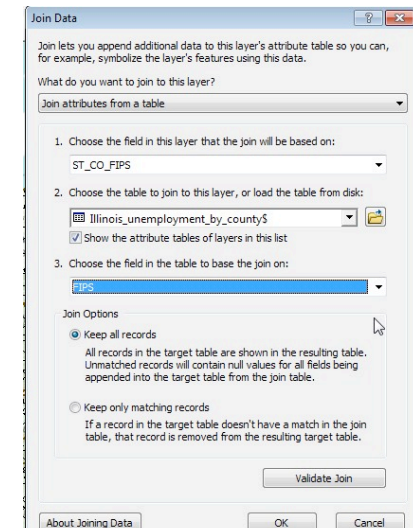 Join Data
Join lets you append additional data to this layer's attribute table so you can,
for example, symbolize the layer's features using this data.
What do you want to join to this layer?
Join attributes from a table
1. Choose the field in this layer that the join will be based on:
ST_CO_FIPS
2. Choose the table to join to this layer, or load the table from disk:
Illinois_unemployment_by_county$
Show the attribute tables of layers in this list
3. Choose the field in the table to base the join on:
FIPS
Join Options
Keep all records
All records in the target table are shown in the resulting table.
Unmatched records will contain null values for all fields being
appended into the target table from the join table.
Keep only matching records
If a record in the target table doesn't have a match in the join
table, that record is removed from the resulting target table.
Validate Join
About Joining Data
OK
Cancel